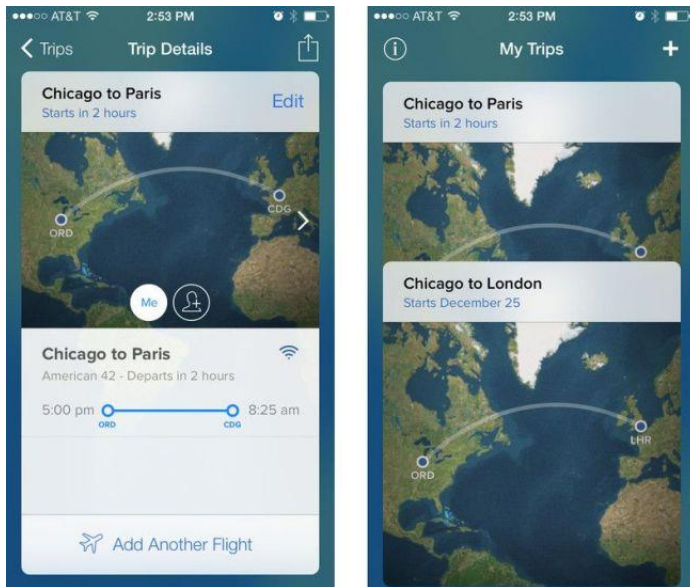 AT&T 2:53 PM
Trips Trip Details
Chicago to Paris
Starts in 2 hours
Edit
ORD
CDG
Me
Chicago to Paris
American 42 - Departs in 2 hours
5:00 pm 8:25 am
ORD CDG
Add Another Flight
AT&T 2:53 PM
My Trips
Chicago to Paris
Starts in 2 hours
Chicago to London
Starts December 25
LHR
ORD